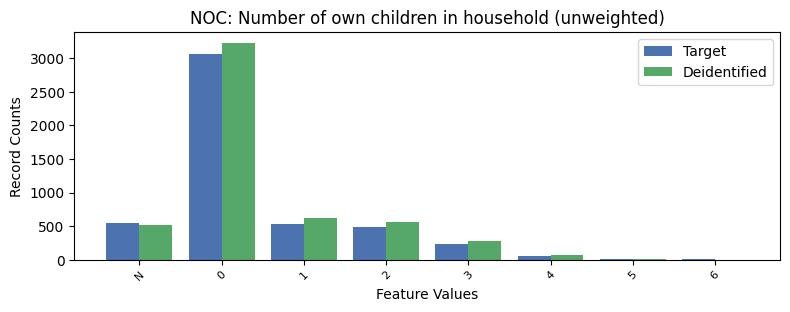 NOC: Number of own children in household (unweighted)
Target
Deidentified
Record Counts
3000
2500
2000
1500
1000
500
0
N 0 1 2 3 4 5 6
Feature Values